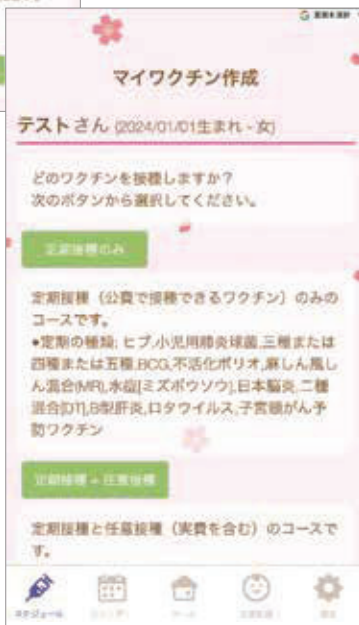 マイワクチン作成
テストさん (2024/01/01生まれ - 女)
どのワクチンを接種しますか？
次のボタンから選択してください。
定期接種のみ
定期接種（公費で接種できるワクチン）のみの
コースです。
●定期の種類: ヒブ,小児用肺炎球菌,三種または
四種または五種,BCG,不活化ポリオ,麻しん風し
ん混合(MR),水痘[ミズボウソウ],日本脳炎,二種
混合[DT],B型肝炎,ロタウイルス,子宮頸がん予
防ワクチン
定期接種 + 任意接種
定期接種と任意接種（実費を含む）のコースで
す。
スケジュール